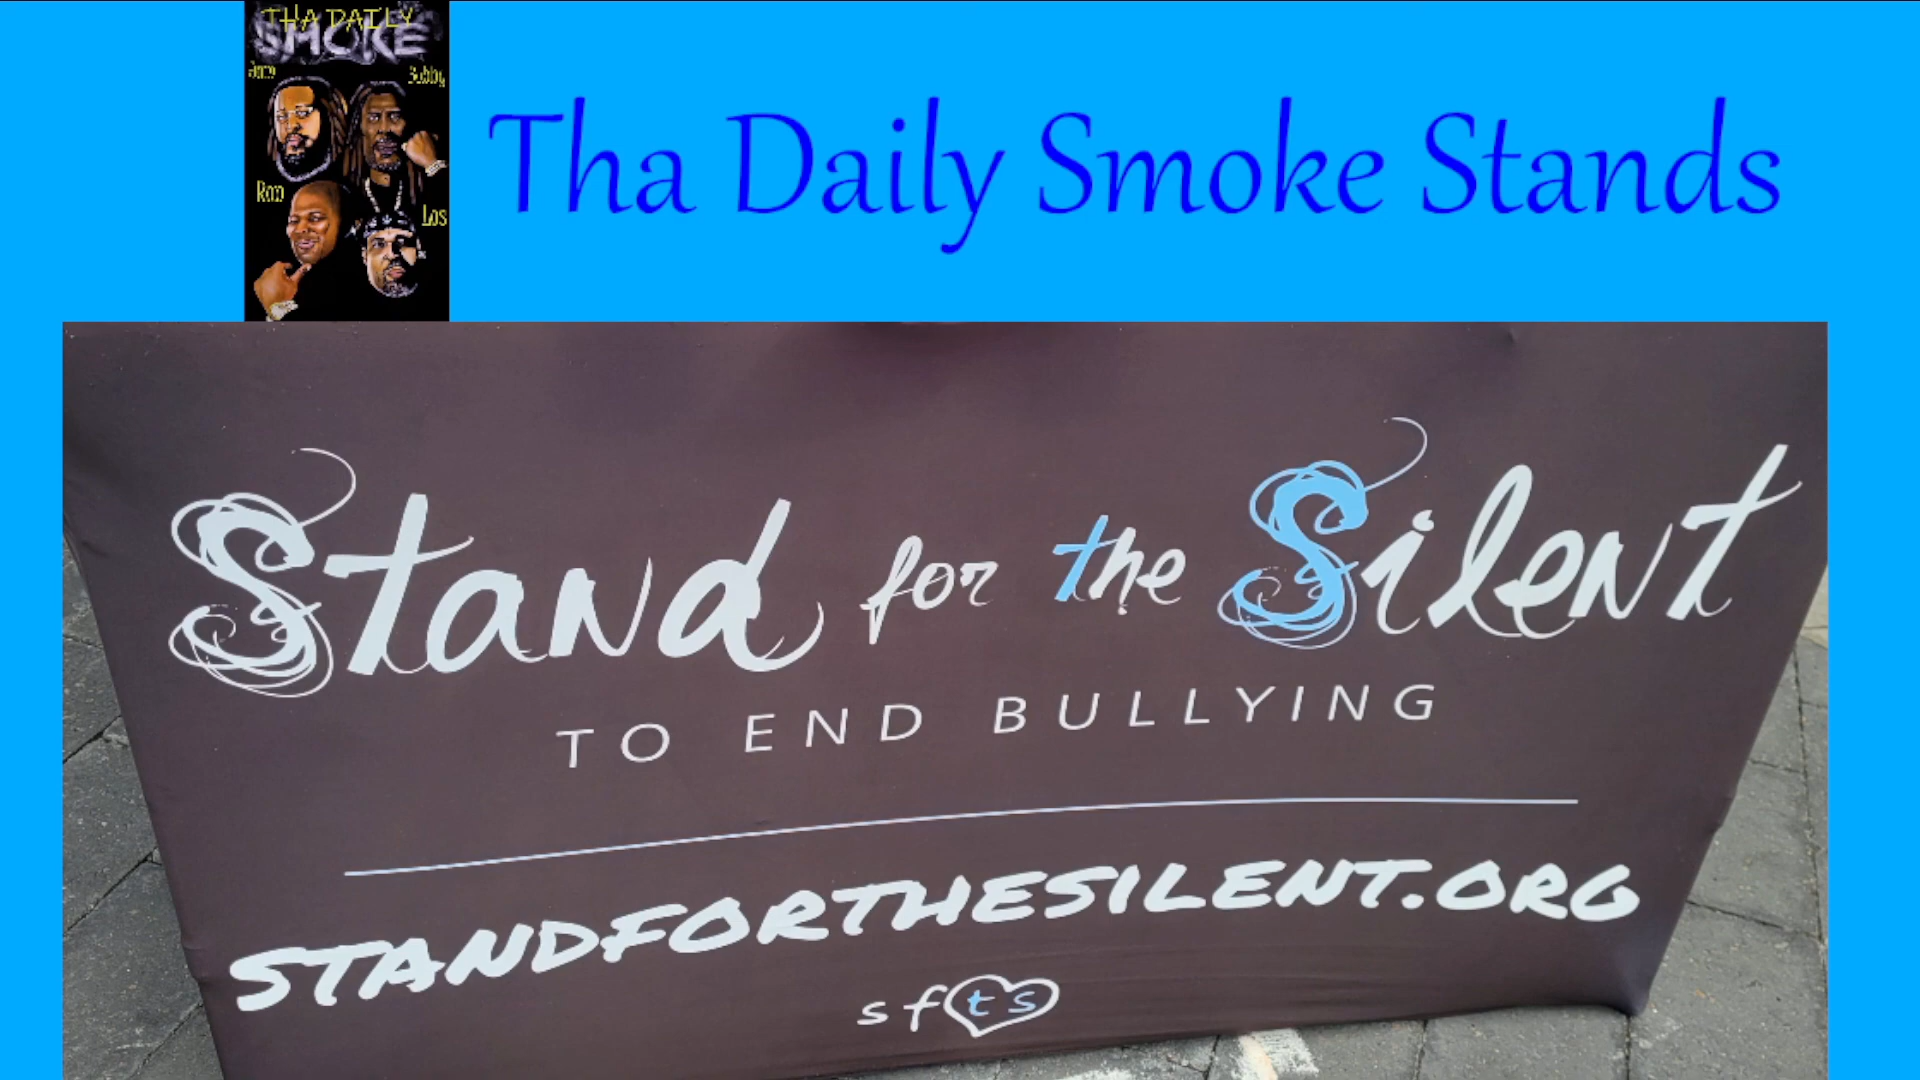 THA DAILY
SMOKE
Bubby
Ron
Los
Tha Daily Smoke Stands
Stand for the Silent
TO END BULLYING
STANDFORTHESILENT.ORG
sfts